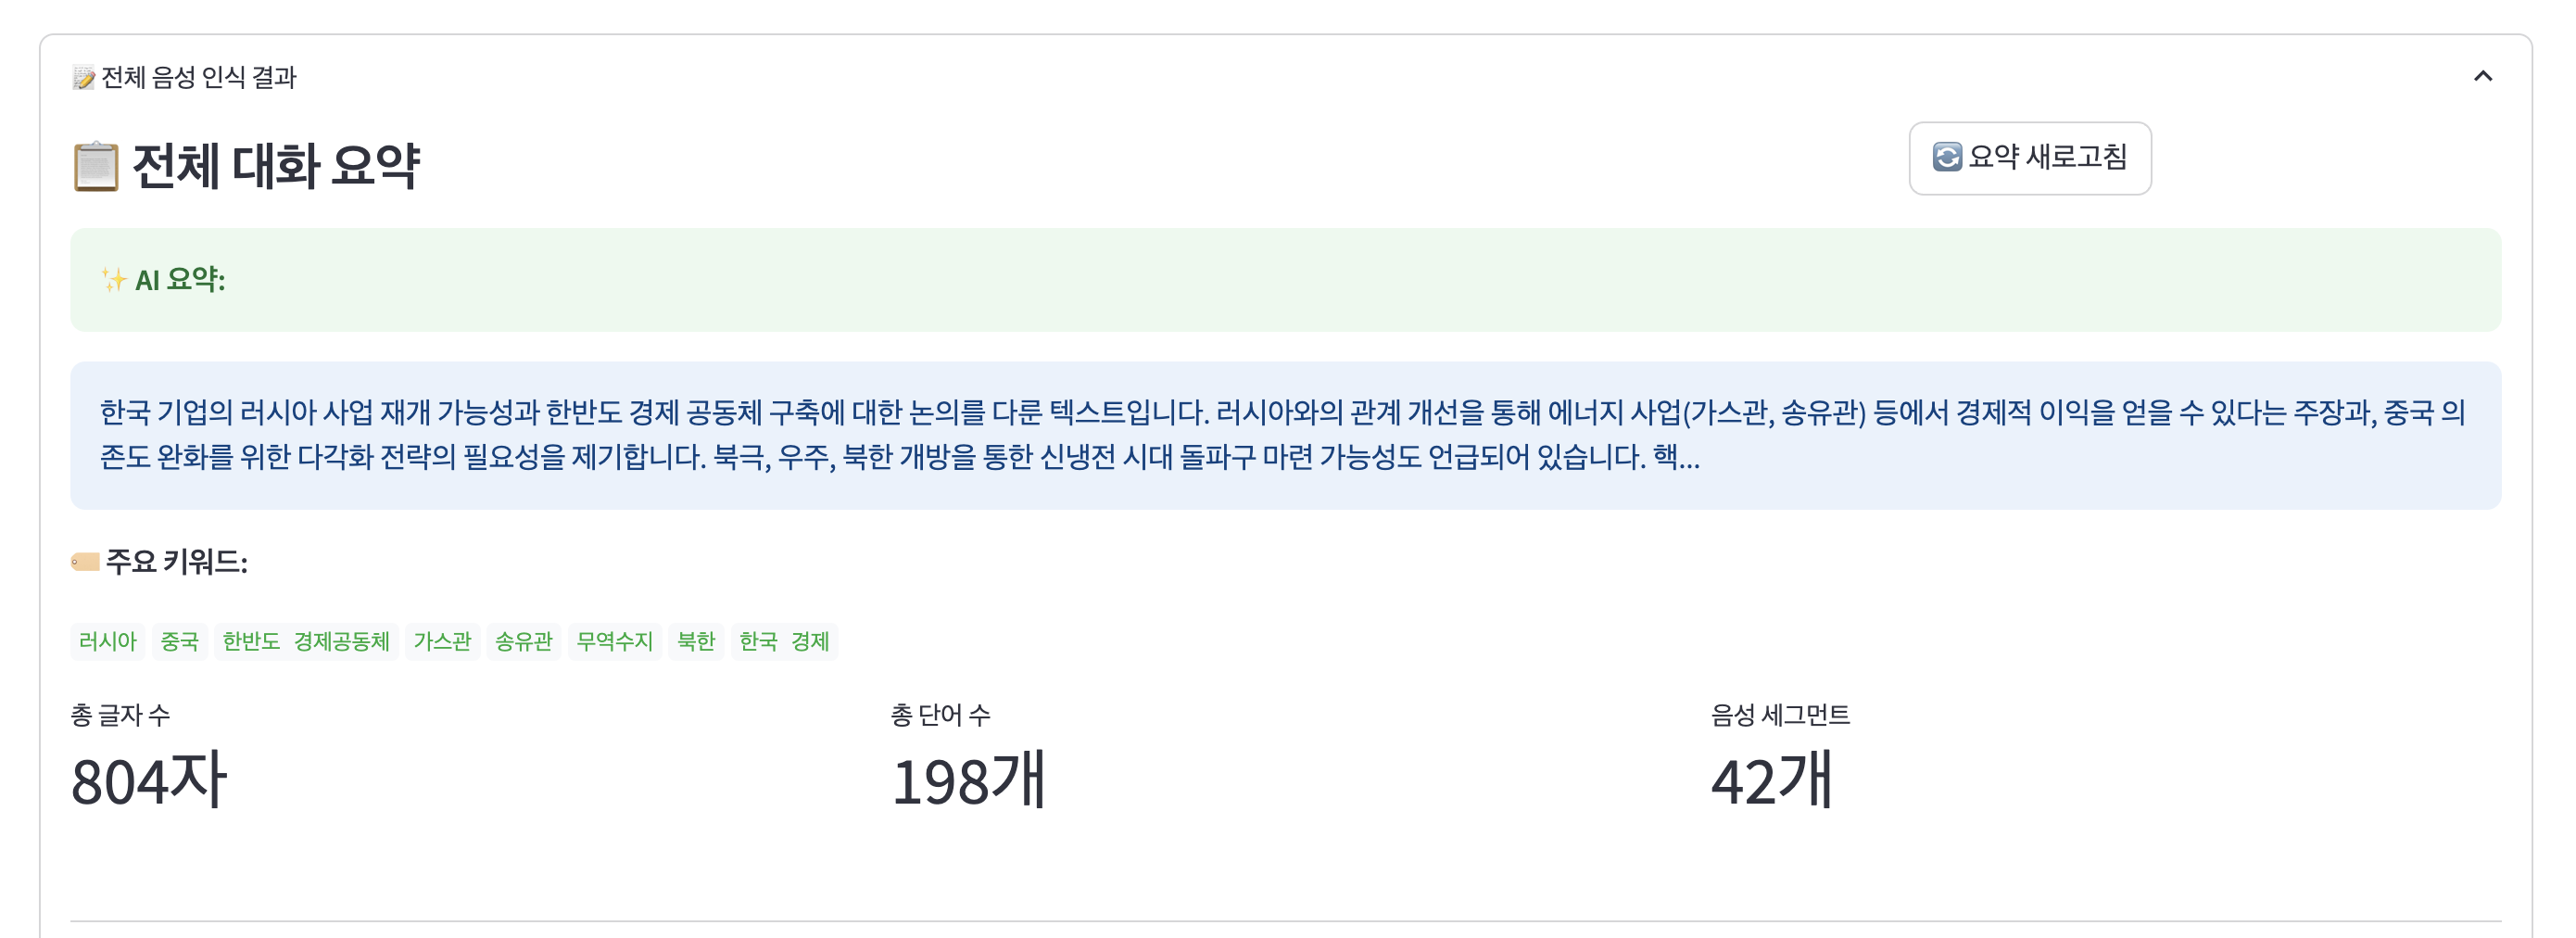 📝 전체 음성 인식 결과
📋 전체 대화 요약
🔄 요약 새로고침
✨ AI 요약:
한국 기업의 러시아 사업 재개 가능성과 한반도 경제 공동체 구축에 대한 논의를 다룬 텍스트입니다. 러시아와의 관계 개선을 통해 에너지 사업(가스관, 송유관) 등에서 경제적 이익을 얻을 수 있다는 주장과, 중국 의
존도 완화를 위한 다각화 전략의 필요성을 제기합니다. 북극, 우주, 북한 개방을 통한 신냉전 시대 돌파구 마련 가능성도 언급되어 있습니다. 핵...
🏷️ 주요 키워드:
러시아 중국 한반도 경제공동체 가스관 송유관 무역수지 북한 한국 경제
총 글자 수 총 단어 수 음성 세그먼트
804자 198개 42개